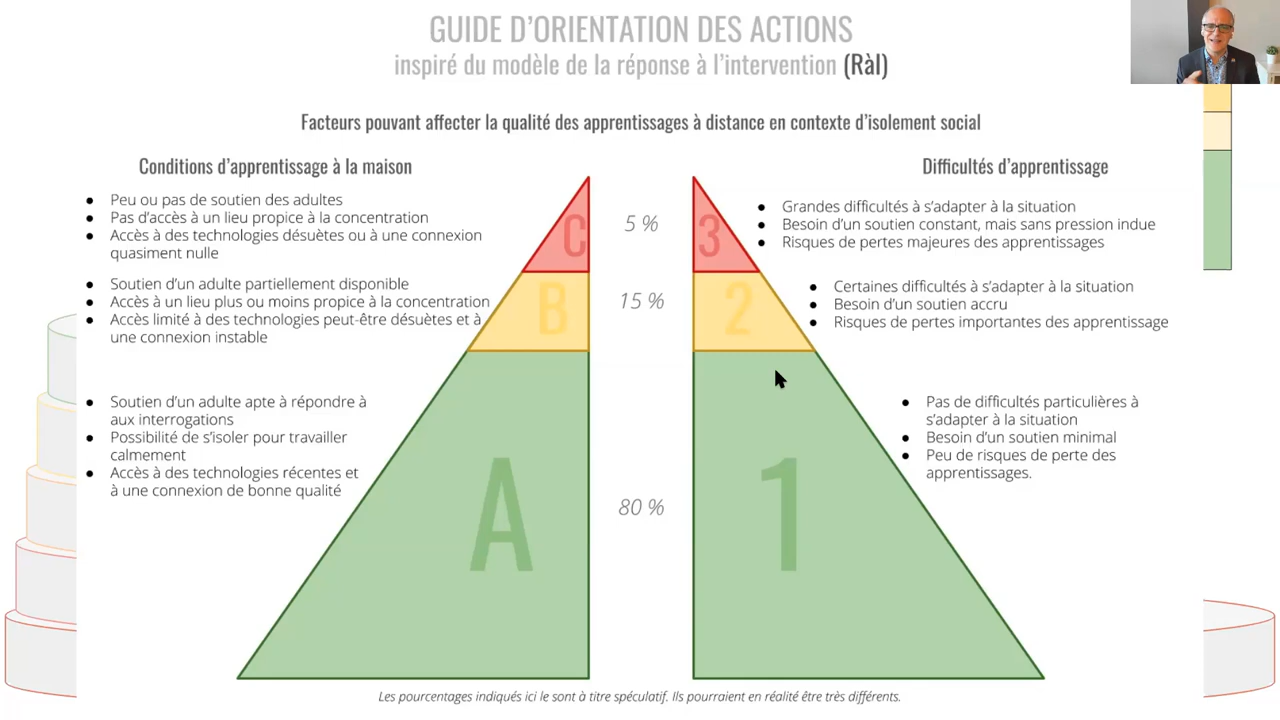 GUIDE D'ORIENTATION DES ACTIONS
inspiré du modèle de la réponse à l'intervention (Ràl)
Facteurs pouvant affecter la qualité des apprentissages à distance en contexte d'isolement social
Conditions d'apprentissage à la maison
● Peu ou pas de soutien des adultes
● Pas d'accès à un lieu propice à la concentration
● Accès à des technologies désuètes ou à une connexion
quasiment nulle
● Soutien d'un adulte partiellement disponible
● Accès à un lieu plus ou moins propice à la concentration
● Accès limité à des technologies peut-être désuètes et à
une connexion instable
● Soutien d'un adulte apte à répondre à
aux interrogations
● Possibilité de s'isoler pour travailler
calmement
● Accès à des technologies récentes et
à une connexion de bonne qualité
C
B
A
5 %
15 %
80 %
3
2
1
Difficultés d'apprentissage
● Grandes difficultés à s'adapter à la situation
● Besoin d'un soutien constant, mais sans pression indue
● Risques de pertes majeures des apprentissages
● Certaines difficultés à s'adapter à la situation
● Besoin d'un soutien accru
● Risques de pertes importantes des apprentissage
● Pas de difficultés particulières à
s'adapter à la situation
● Besoin d'un soutien minimal
● Peu de risques de perte des
apprentissages.
Les pourcentages indiqués ici le sont à titre spéculatif. Ils pourraient en réalité être très différents.